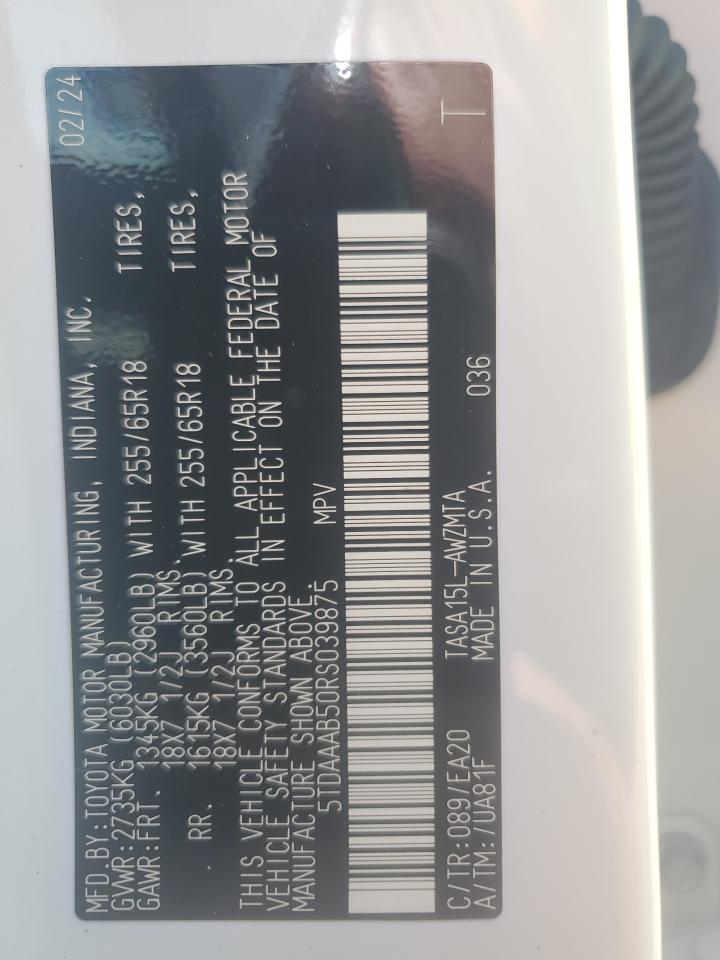 MFD.BY:TOYOTA MOTOR MANUFACTURING, INDIANA, INC. 02/24
GVWR:2735KG (6030LB)
GAWR:FRT. 1345KG (2960LB) WITH 255/65R18 TIRES,
18X7 1/2J RIMS.
RR. 1615KG (3560LB) WITH 255/65R18 TIRES,
18X7 1/2J RIMS.
THIS VEHICLE CONFORMS TO ALL APPLICABLE FEDERAL MOTOR
VEHICLE SAFETY STANDARDS IN EFFECT ON THE DATE OF
MANUFACTURE SHOWN ABOVE.
5TDAAAB50RS039875 MPV
C/TR:089/EA20 TASA15L-AWZMTA 036 T
A/TM:/UA81F MADE IN U.S.A.